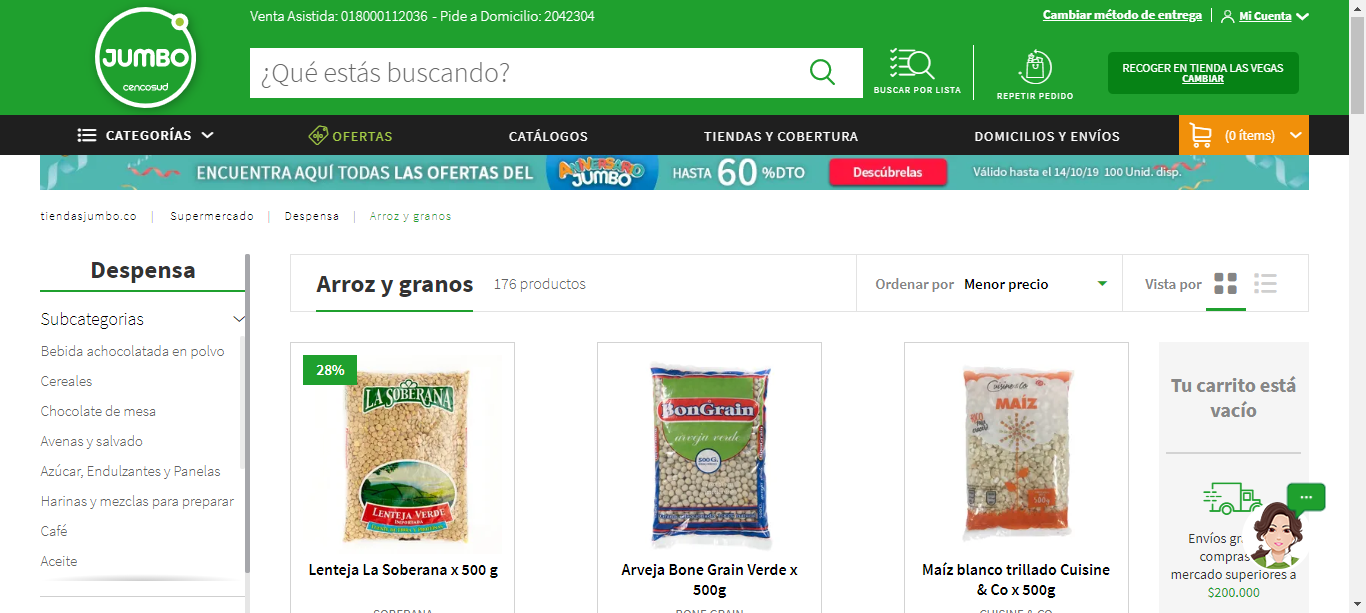 Venta Asistida: 018000112036 - Pide a Domicilio: 2042304
Cambiar método de entrega
Mi Cuenta
JUMBO
cencosud
¿Qué estás buscando?
BUSCAR POR LISTA
REPETIR PEDIDO
RECOGER EN TIENDA LAS VEGAS
CAMBIAR
CATEGORÍAS
OFERTAS
CATÁLOGOS
TIENDAS Y COBERTURA
DOMICILIOS Y ENVÍOS
(0 ítems)
ENCUENTRA AQUÍ TODAS LAS OFERTAS DEL
ANIVERSARIO
JUMBO
HASTA 60 %DTO
Descúbrelas
Válido hasta el 14/10/19 100 Unid. disp.
tiendasjumbo.co | Supermercado | Despensa | Arroz y granos
Despensa
Subcategorias
Bebida achocolatada en polvo
Cereales
Chocolate de mesa
Avenas y salvado
Azúcar, Endulzantes y Panelas
Harinas y mezclas para preparar
Café
Aceite
Arroz y granos
176 productos
Ordenar por Menor precio
Vista por
28%
LA SOBERANA
LENTEJA VERDE
IMPORTADA
Lenteja La Soberana x 500 g
SOBERANA
BonGrain
arveja verde
500 G.
Arveja Bone Grain Verde x
500g
BONE GRAIN
Cuisine & Co
MAÍZ
500g
Maíz blanco trillado Cuisine
& Co x 500g
CUISINE & CO
Tu carrito está
vacío
Envíos gr
compras
mercado superiores a
$200.000